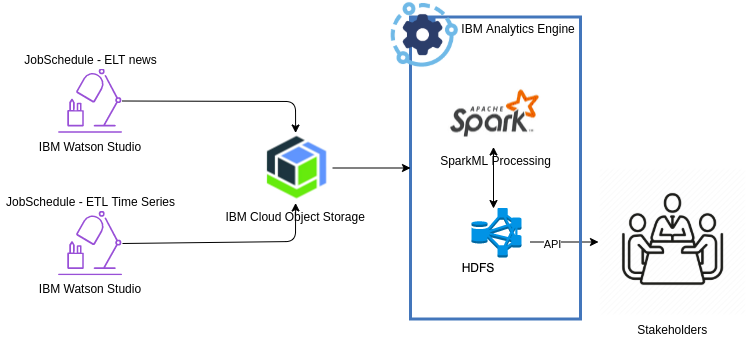 IBM Analytics Engine
JobSchedule - ELT news
IBM Watson Studio
APACHE
Spark
SparkML Processing
JobSchedule - ETL Time Series
IBM Cloud Object Storage
API
HDFS
IBM Watson Studio
Stakeholders